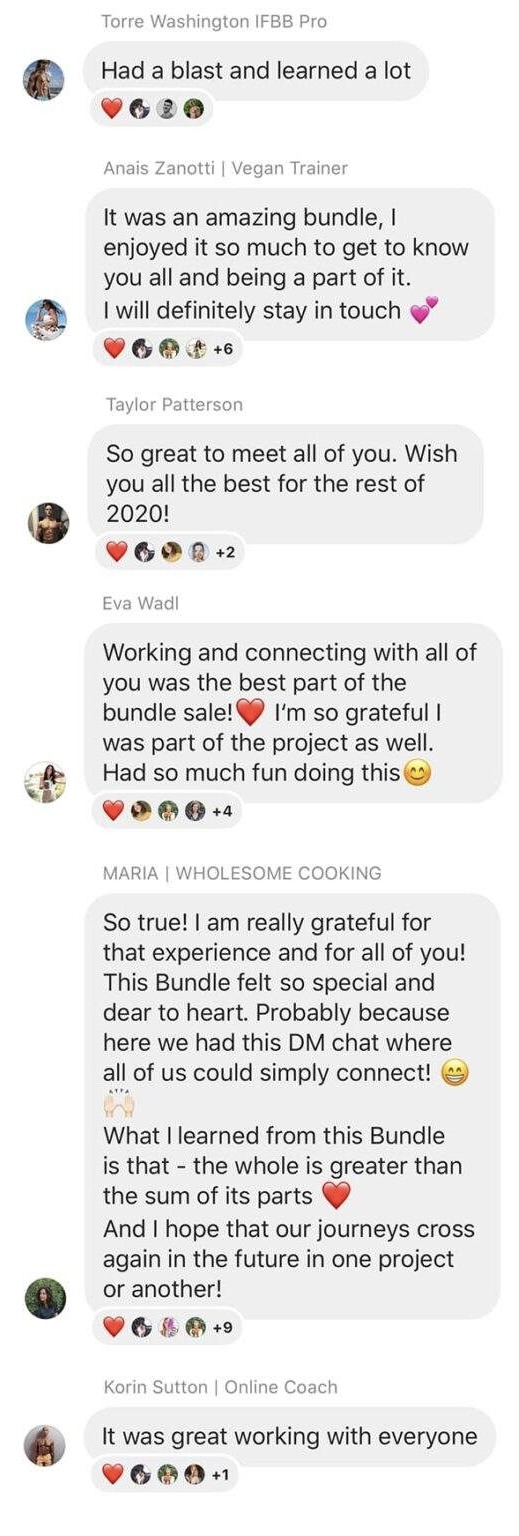 Torre Washington IFBB Pro
Had a blast and learned a lot
Anais Zanotti | Vegan Trainer
It was an amazing bundle, I
enjoyed it so much to get to know
you all and being a part of it.
I will definitely stay in touch 💕
+6
Taylor Patterson
So great to meet all of you. Wish
you all the best for the rest of
2020!
+2
Eva Wadl
Working and connecting with all of
you was the best part of the
bundle sale!❤️ I'm so grateful I
was part of the project as well.
Had so much fun doing this😊
+4
MARIA | WHOLESOME COOKING
So true! I am really grateful for
that experience and for all of you!
This Bundle felt so special and
dear to heart. Probably because
here we had this DM chat where
all of us could simply connect! 😁
🙌🏻
What I learned from this Bundle
is that - the whole is greater than
the sum of its parts ❤️
And I hope that our journeys cross
again in the future in one project
or another!
+9
Korin Sutton | Online Coach
It was great working with everyone
+1